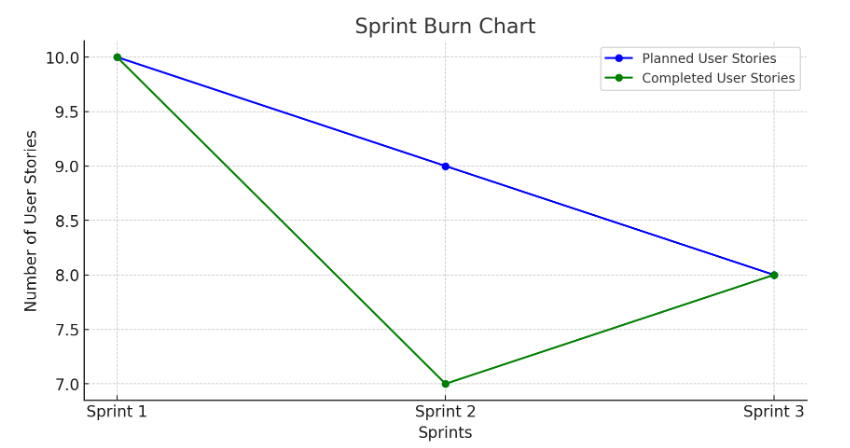 Sprint Burn Chart
Planned User Stories
Completed User Stories
Number of User Stories
10.0
9.5
9.0
8.5
8.0
7.5
7.0
Sprint 1
Sprint 2
Sprint 3
Sprints